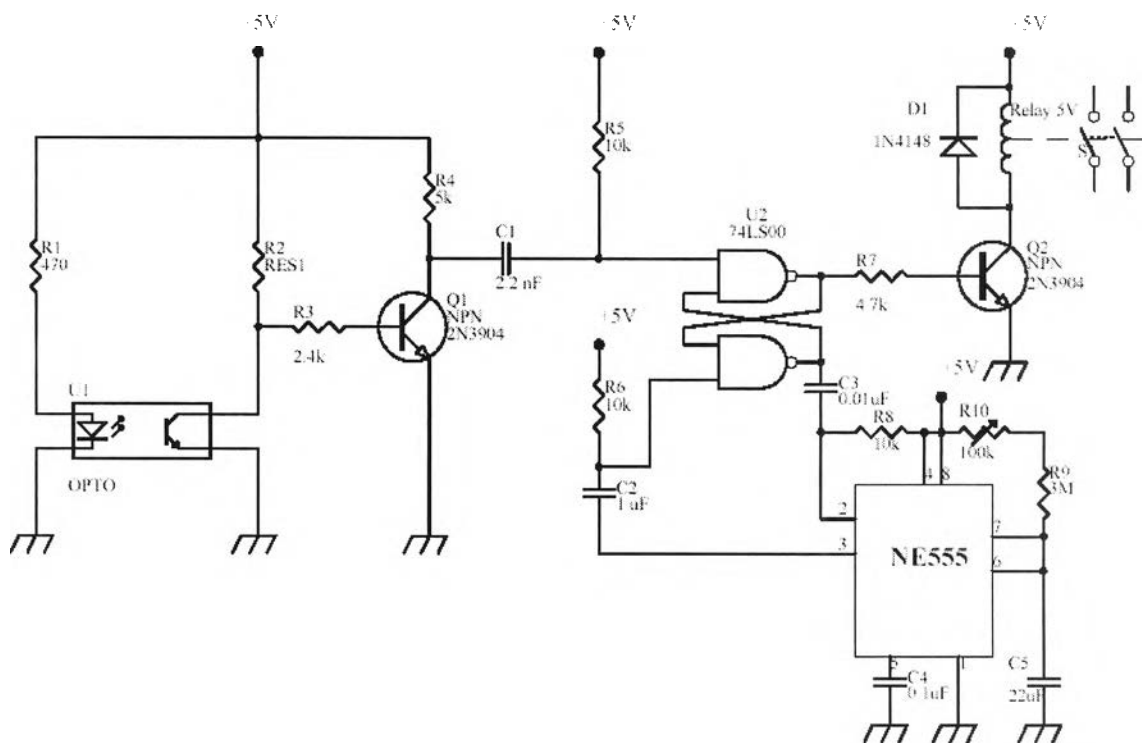 +5V
+5V
+5V
D1
Relay 5V
1N4148
S
R5
10k
R4
5k
U2
74LS00
C1
2.2 nF
R1
470
R2
RES1
R7
4.7k
Q2
NPN
2N3904
Q1
NPN
2N3904
R3
2.4k
+5V
+5V
R6
10k
C3
0.01uF
U1
R8
10k
R10
100k
OPTO
4
8
R9
3M
C2
1 uF
2
3
NE555
7
6
5
1
C4
0.1uF
C5
22uF